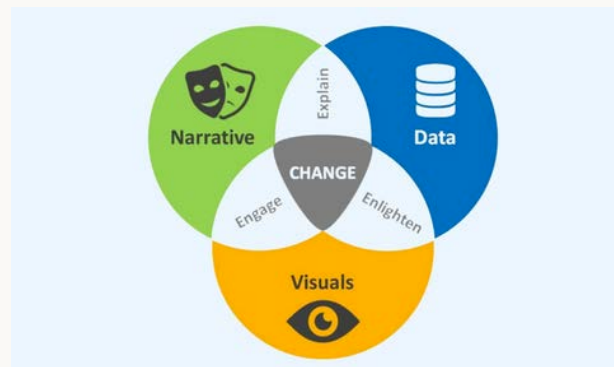 Explain
Narrative
Data
CHANGE
Engage
Enlighten
Visuals